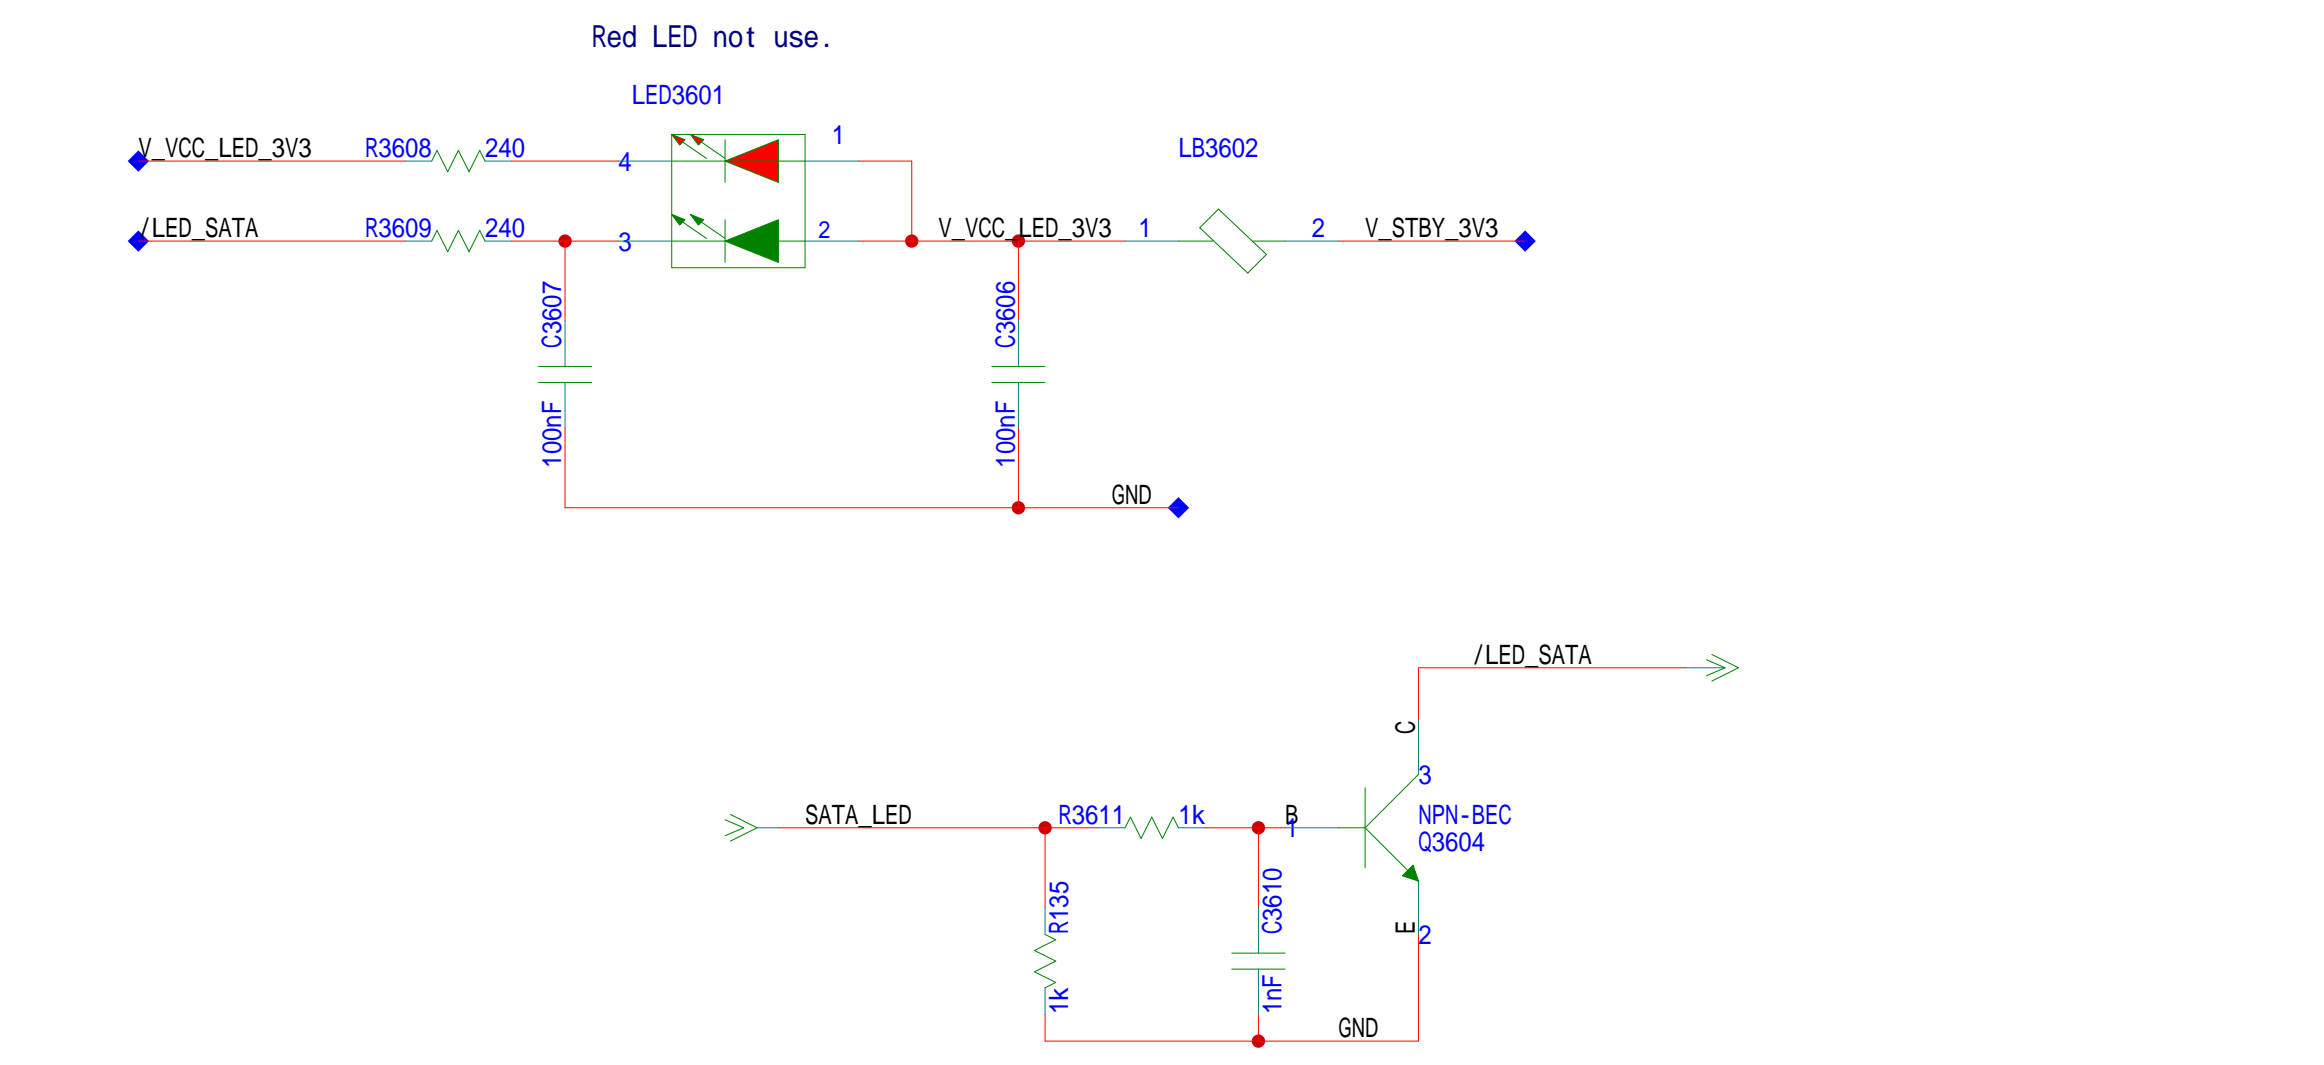 Red LED not use.
LED3601
V_VCC_LED_3V3 R3608 240 4 1 LB3602
/LED_SATA R3609 240 3 2 V_VCC_LED_3V3 1 2 V_STBY_3V3
C3607 C3606
100nF 100nF
GND
/LED_SATA
C
3
SATA_LED R3611 1k B 1 NPN-BEC
Q3604
R135 C3610 E 2
1k 1nF
GND